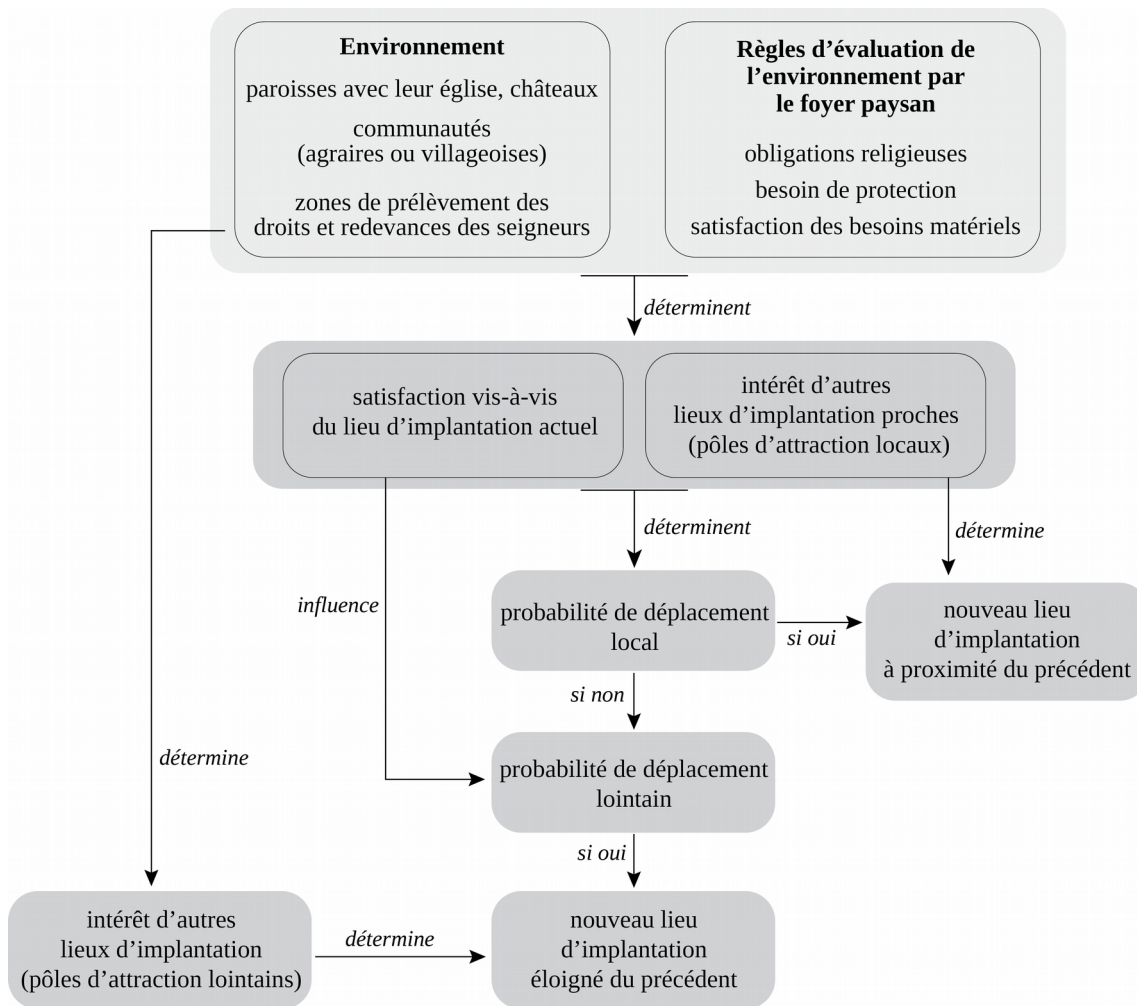 Environnement
paroisses avec leur église, châteaux
communautés
(agraires ou villageoises)
zones de prélèvement des
droits et redevances des seigneurs
Règles d’évaluation de
l’environnement par
le foyer paysan
obligations religieuses
besoin de protection
satisfaction des besoins matériels
déterminent
satisfaction vis-à-vis
du lieu d’implantation actuel
intérêt d’autres
lieux d’implantation proches
(pôles d’attraction locaux)
déterminent
détermine
influence
probabilité de déplacement
local
si oui
nouveau lieu
d’implantation
à proximité du précédent
si non
détermine
probabilité de déplacement
lointain
si oui
intérêt d’autres
lieux d’implantation
(pôles d’attraction lointains)
détermine
nouveau lieu
d’implantation
éloigné du précédent